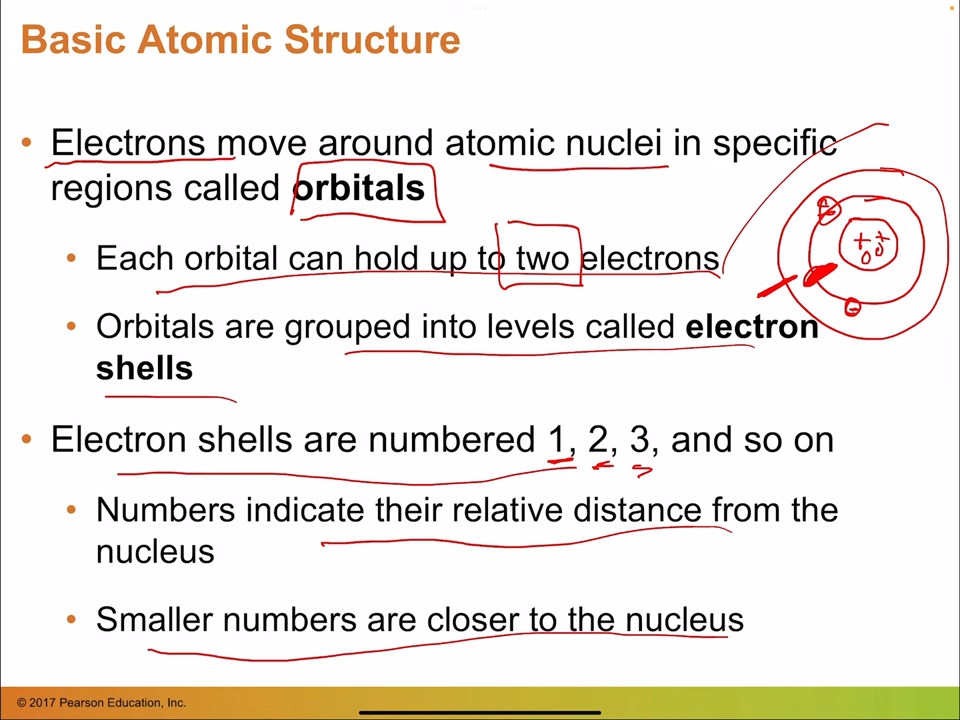 Basic Atomic Structure
• Electrons move around atomic nuclei in specific
regions called orbitals
• Each orbital can hold up to two electrons
• Orbitals are grouped into levels called electron
shells
• Electron shells are numbered 1, 2, 3, and so on
• Numbers indicate their relative distance from the
nucleus
• Smaller numbers are closer to the nucleus
© 2017 Pearson Education, Inc.